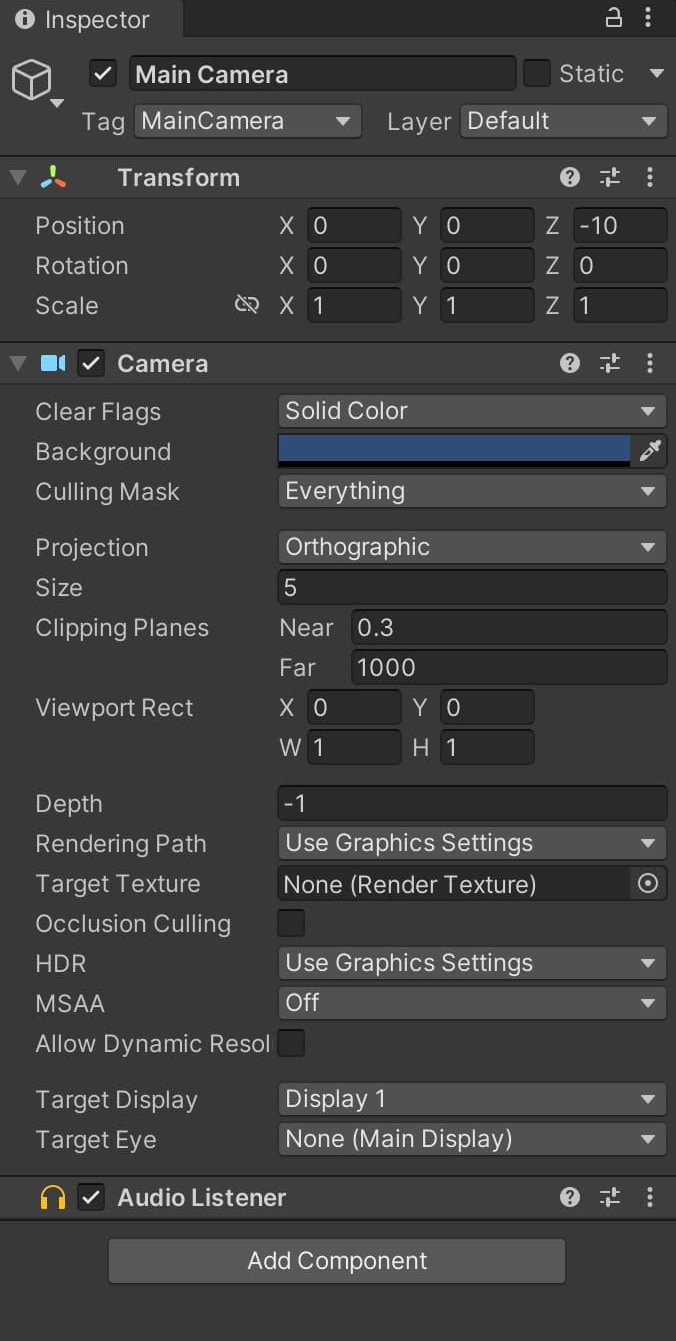 Inspector
Main Camera Static
Tag MainCamera Layer Default
Transform
Position X 0 Y 0 Z -10
Rotation X 0 Y 0 Z 0
Scale X 1 Y 1 Z 1
Camera
Clear Flags Solid Color
Background
Culling Mask Everything
Projection Orthographic
Size 5
Clipping Planes Near 0.3
Far 1000
Viewport Rect X 0 Y 0
W 1 H 1
Depth -1
Rendering Path Use Graphics Settings
Target Texture None (Render Texture)
Occlusion Culling
HDR Use Graphics Settings
MSAA Off
Allow Dynamic Resol
Target Display Display 1
Target Eye None (Main Display)
Audio Listener
Add Component